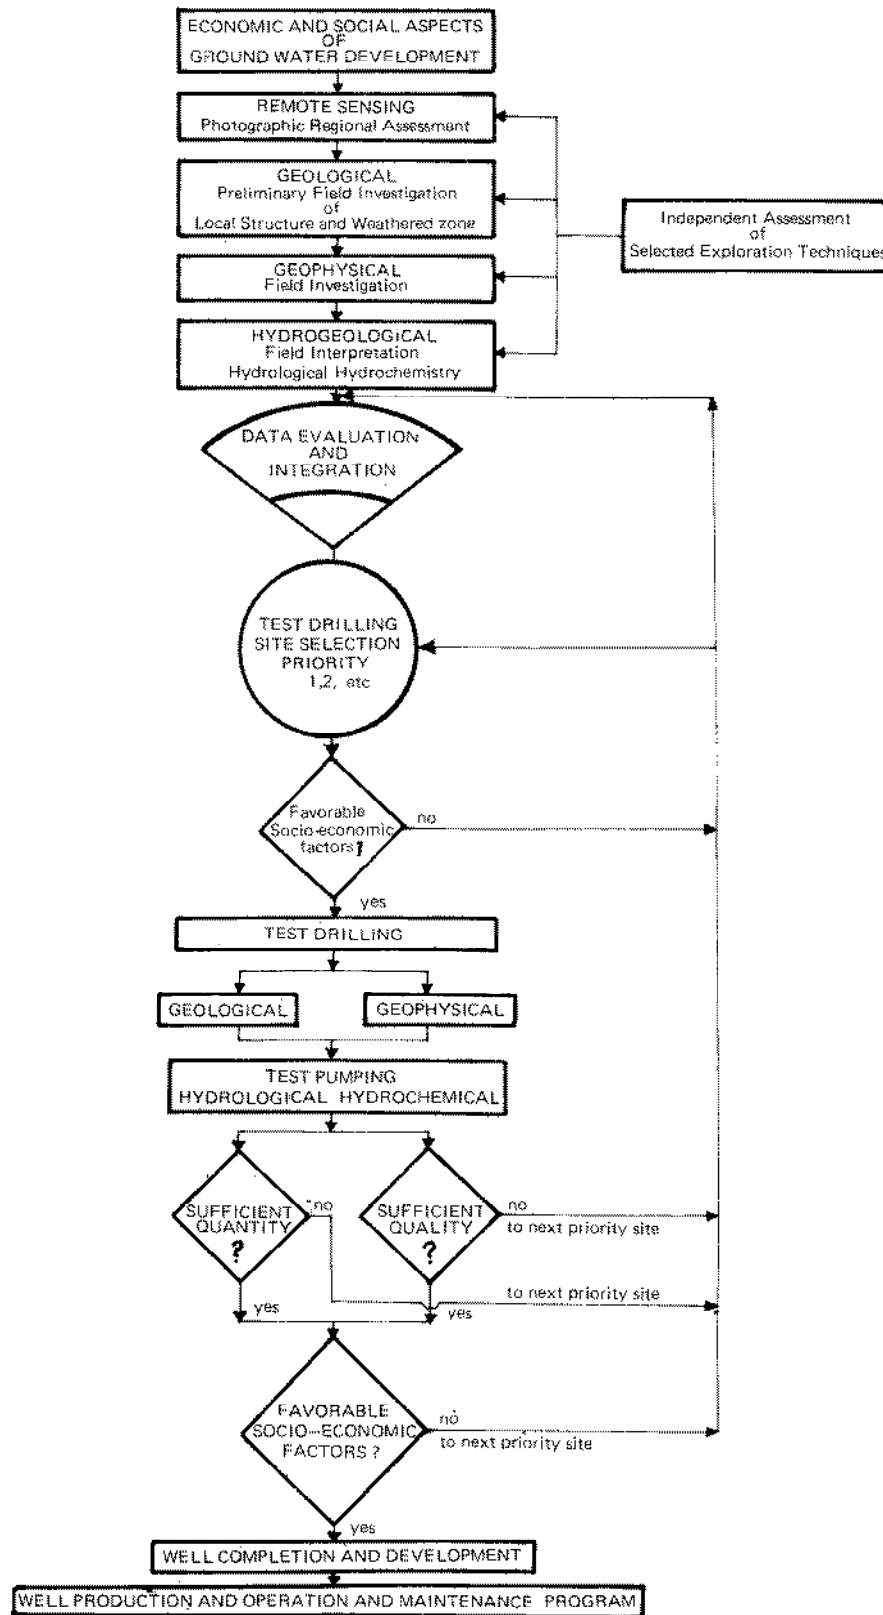 ECONOMIC AND SOCIAL ASPECTS
OF
GROUND WATER DEVELOPMENT
REMOTE SENSING
Photographic Regional Assessment
GEOLOGICAL
Preliminary Field Investigation
of
Local Structure and Weathered zone
Independent Assessment
of
Selected Exploration Techniques
GEOPHYSICAL
Field Investigation
HYDROGEOLOGICAL
Field Interpretation
Hydrological Hydrochemistry
DATA EVALUATION
AND
INTEGRATION
TEST DRILLING
SITE SELECTION
PRIORITY
1,2, etc
Favorable
Socio-economic
factors?
no
yes
TEST DRILLING
GEOLOGICAL
GEOPHYSICAL
TEST PUMPING
HYDROLOGICAL HYDROCHEMICAL
SUFFICIENT
QUANTITY
?
no
SUFFICIENT
QUALITY
?
no
to next priority site
to next priority site
yes
yes
FAVORABLE
SOCIO-ECONOMIC
FACTORS ?
no
to next priority site
yes
WELL COMPLETION AND DEVELOPMENT
WELL PRODUCTION AND OPERATION AND MAINTENANCE PROGRAM